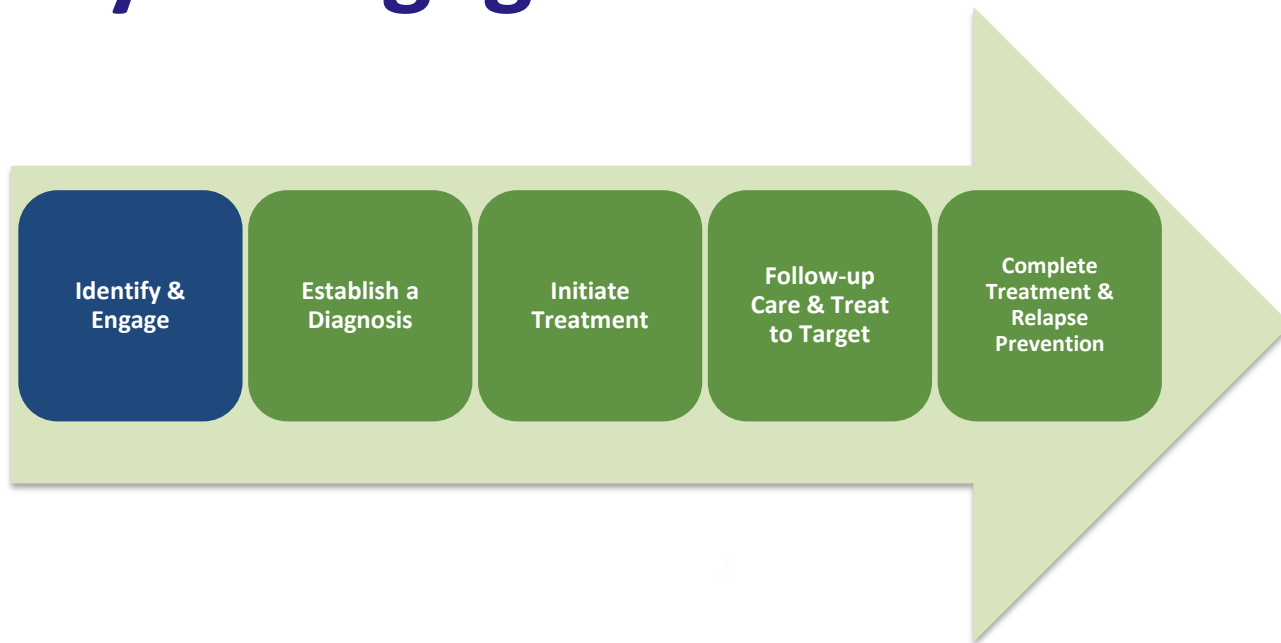 Identify &
Engage
Establish a
Diagnosis
Initiate
Treatment
Follow-up
Care & Treat
to Target
Complete
Treatment &
Relapse
Prevention